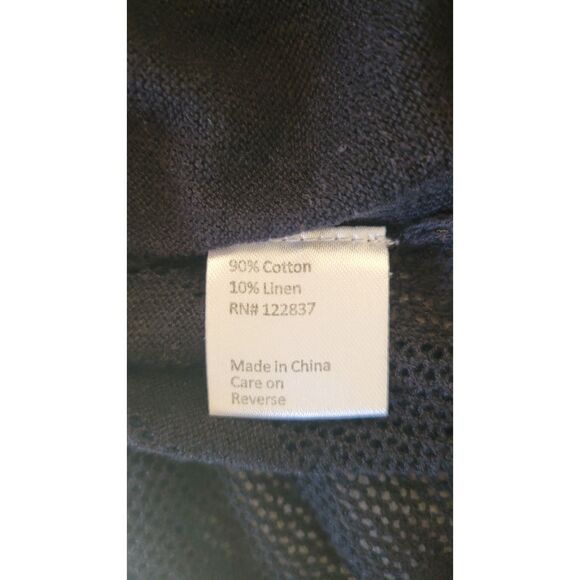 90% Cotton
10% Linen
RN# 122837
Made in China
Care on
Reverse